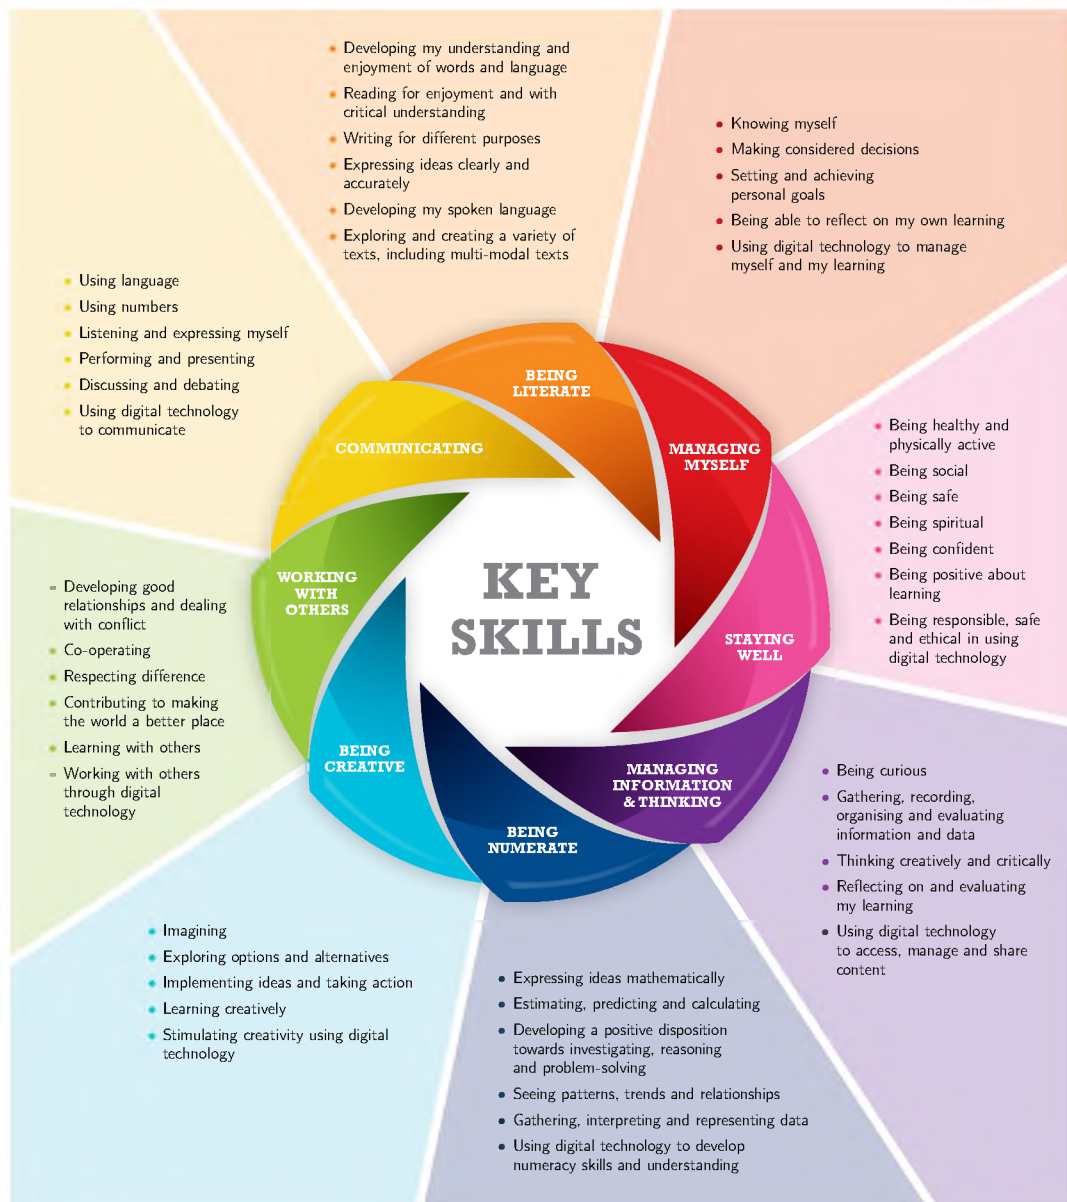 • Developing my understanding and
enjoyment of words and language
• Reading for enjoyment and with
critical understanding
• Writing for different purposes
• Expressing ideas clearly and
accurately
• Developing my spoken language
• Exploring and creating a variety of
texts, including multi-modal texts
• Knowing myself
• Making considered decisions
• Setting and achieving
personal goals
• Being able to reflect on my own learning
• Using digital technology to manage
myself and my learning
• Using language
• Using numbers
• Listening and expressing myself
• Performing and presenting
• Discussing and debating
• Using digital technology
to communicate
BEING
LITERATE
COMMUNICATING
MANAGING
MYSELF
• Being healthy and
physically active
• Being social
• Being safe
• Being spiritual
• Being confident
• Being positive about
learning
• Being responsible, safe
and ethical in using
digital technology
WORKING
WITH
OTHERS
KEY
SKILLS
STAYING
WELL
• Developing good
relationships and dealing
with conflict
• Co-operating
• Respecting difference
• Contributing to making
the world a better place
• Learning with others
• Working with others
through digital
technology
BEING
CREATIVE
MANAGING
INFORMATION
& THINKING
BEING
NUMERATE
• Being curious
• Gathering, recording,
organising and evaluating
information and data
• Thinking creatively and critically
• Reflecting on and evaluating
my learning
• Using digital technology
to access, manage and share
content
• Imagining
• Exploring options and alternatives
• Implementing ideas and taking action
• Learning creatively
• Stimulating creativity using digital
technology
• Expressing ideas mathematically
• Estimating, predicting and calculating
• Developing a positive disposition
towards investigating, reasoning
and problem-solving
• Seeing patterns, trends and relationships
• Gathering, interpreting and representing data
• Using digital technology to develop
numeracy skills and understanding